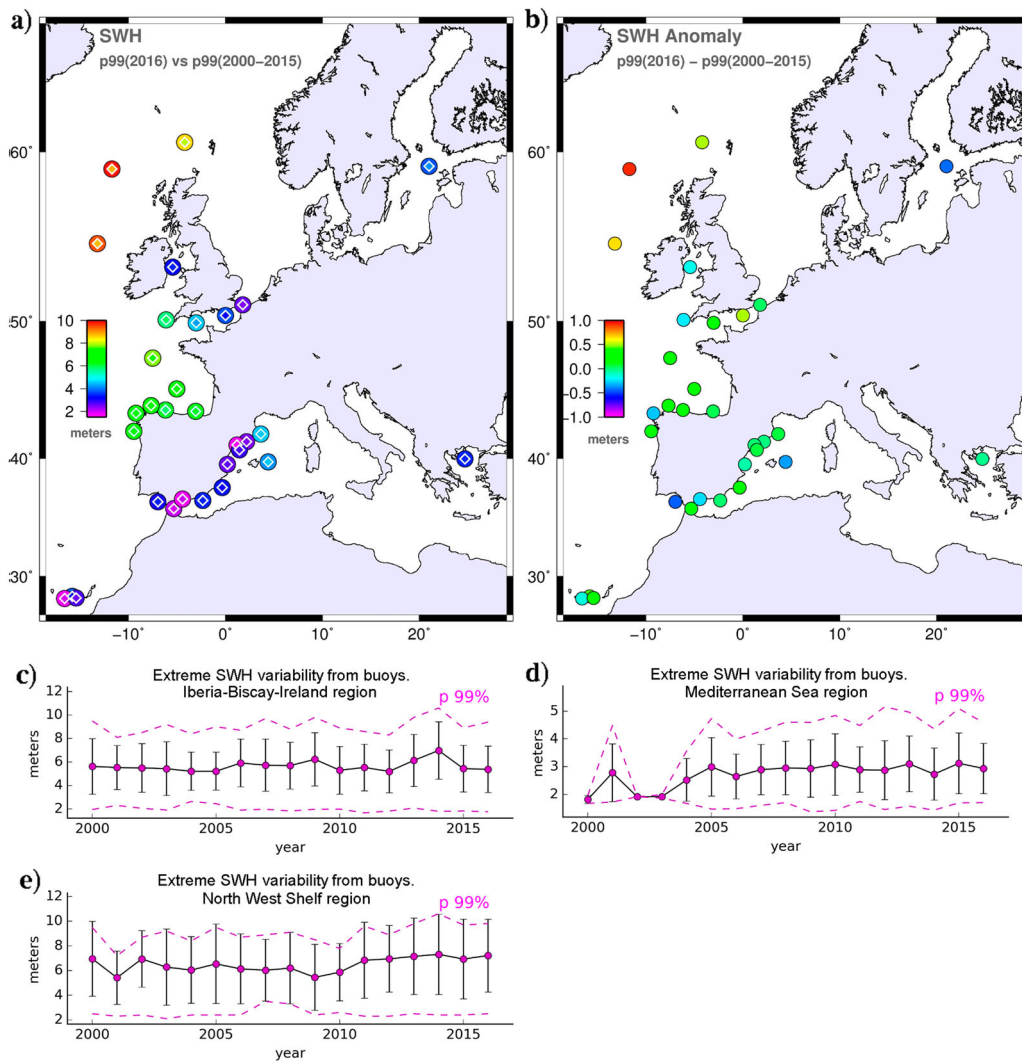 a)
SWH
p99(2016) vs p99(2000−2015)
60˚
50˚
40˚
30˚
10
8
6
4
2
meters
−10˚ 0˚ 10˚ 20˚
b)
SWH Anomaly
p99(2016) − p99(2000−2015)
60˚
50˚
40˚
30˚
1.0
0.5
0.0
−0.5
−1.0
meters
−10˚ 0˚ 10˚ 20˚
c)
Extreme SWH variability from buoys.
Iberia-Biscay-Ireland region
p 99%
12
10
8
6
4
2
meters
2000 2005 2010 2015
year
d)
Extreme SWH variability from buoys.
Mediterranean Sea region
p 99%
5
4
3
2
meters
2000 2005 2010 2015
year
e)
Extreme SWH variability from buoys.
North West Shelf region
p 99%
12
10
8
6
4
2
meters
2000 2005 2010 2015
year